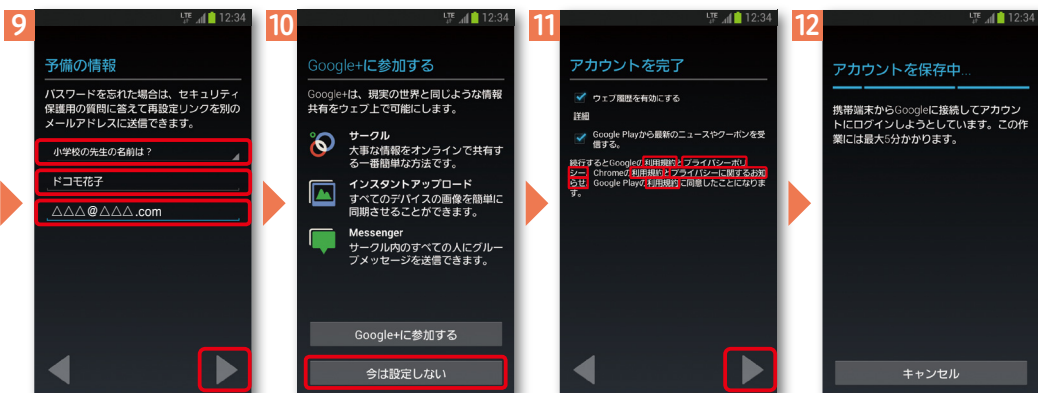 9
LTE 12:34
予備の情報
パスワードを忘れた場合は、セキュリティ
保護用の質問に答えて再設定リンクを別の
メールアドレスに送信できます。
小学校の先生の名前は？
ドコモ花子
△△△@△△△.com
10
LTE 12:34
Google+に参加する
Google+は、現実の世界と同じような情報
共有をウェブ上で可能にします。
サークル
大事な情報をオンラインで共有す
る一番簡単な方法です。
インスタントアップロード
すべてのデバイスの画像を簡単に
同期させることができます。
Messenger
サークル内のすべての人にグルー
プメッセージを送信できます。
Google+に参加する
今は設定しない
11
LTE 12:34
アカウントを完了
ウェブ履歴を有効にする
詳細
Google Playから最新のニュースやクーポンを受
信する。
続行するとGoogleの利用規約とプライバシーポリ
シー、Chromeの利用規約とプライバシーに関するお知
らせ、Google Playの利用規約に同意したことになりま
す。
12
LTE 12:34
アカウントを保存中...
携帯端末からGoogleに接続してアカウン
トにログインしようとしています。この作
業には最大5分かかります。
キャンセル